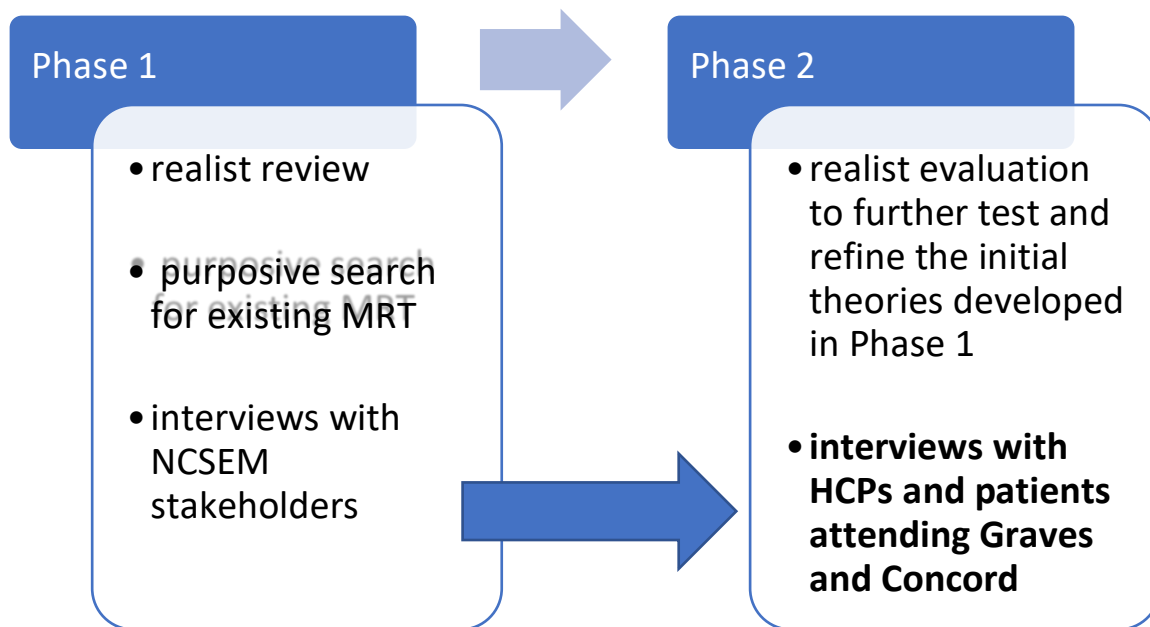 Phase 1
• realist review
• purposive search
for existing MRT
• interviews with
NCSEM
stakeholders
Phase 2
• realist evaluation
to further test and
refine the initial
theories developed
in Phase 1
• interviews with
HCPs and patients
attending Graves
and Concord